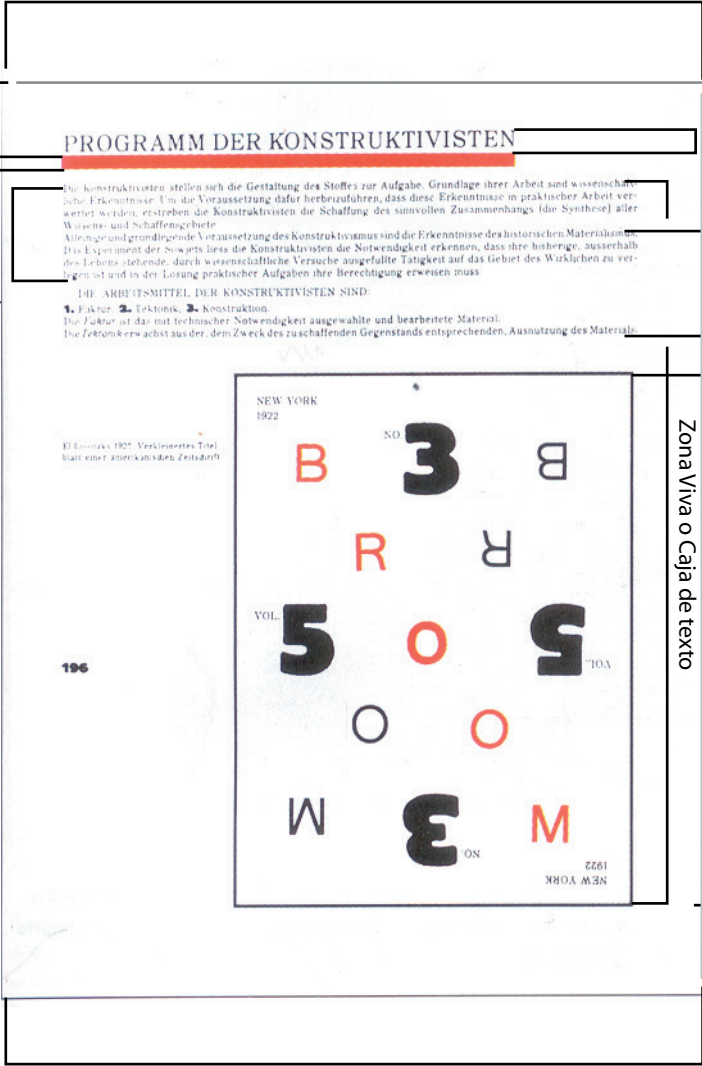 PROGRAMM DER KONSTRUKTIVISTEN
Die Konstruktivisten stellen sich die Gestaltung des Stoffes zur Aufgabe. Grundlage ihrer Arbeit sind wissenschaft-
liche Erkenntnisse. Um die Voraussetzung dafur herbeizuführen, dass diese Erkenntnisse in praktischer Arbeit ver-
wertet werden, erstreben die Konstruktivisten die Schaffung des sinnvollen Zusammenhangs (die Synthese) aller
Wissens- und Schaffensgebiete
Alleinige und grundlegende Voraussetzung des Konstruktivismus sind die Erkenntnisse des historischen Materialismus.
Das Experiment der Sowjets liess die Konstruktivisten die Notwendigkeit erkennen, dass ihre bisherige, ausserhalb
des Lebens stehende, durch wissenschaftliche Versuche ausgefüllte Tätigkeit auf das Gebiet des Wirklichen zu ver-
legen ist und in der Losung praktischer Aufgaben ihre Berechtigung erweisen muss
DIE ARBEITSMITTEL DER KONSTRUKTIVISTEN SIND:
1. Faktur, 2. Tektonik, 3. Konstruktion.
Die Faktur ist das mit technischer Notwendigkeit ausgewählte und bearbeitete Material.
Die Tektonik erwächst aus der, dem Zweck des zu schaffenden Gegenstands entsprechenden, Ausnutzung des Materials.
NEW YORK
1922
El Lissitzky 1922 Verkleinertes Titel-
blatt einer amerikanischen Zeitschrift
B NO 3 B
R R
VOL. 5 O 5 VOL.
O O
M 3 NO. M
NEW YORK
1922
196
Zona Viva o Caja de texto